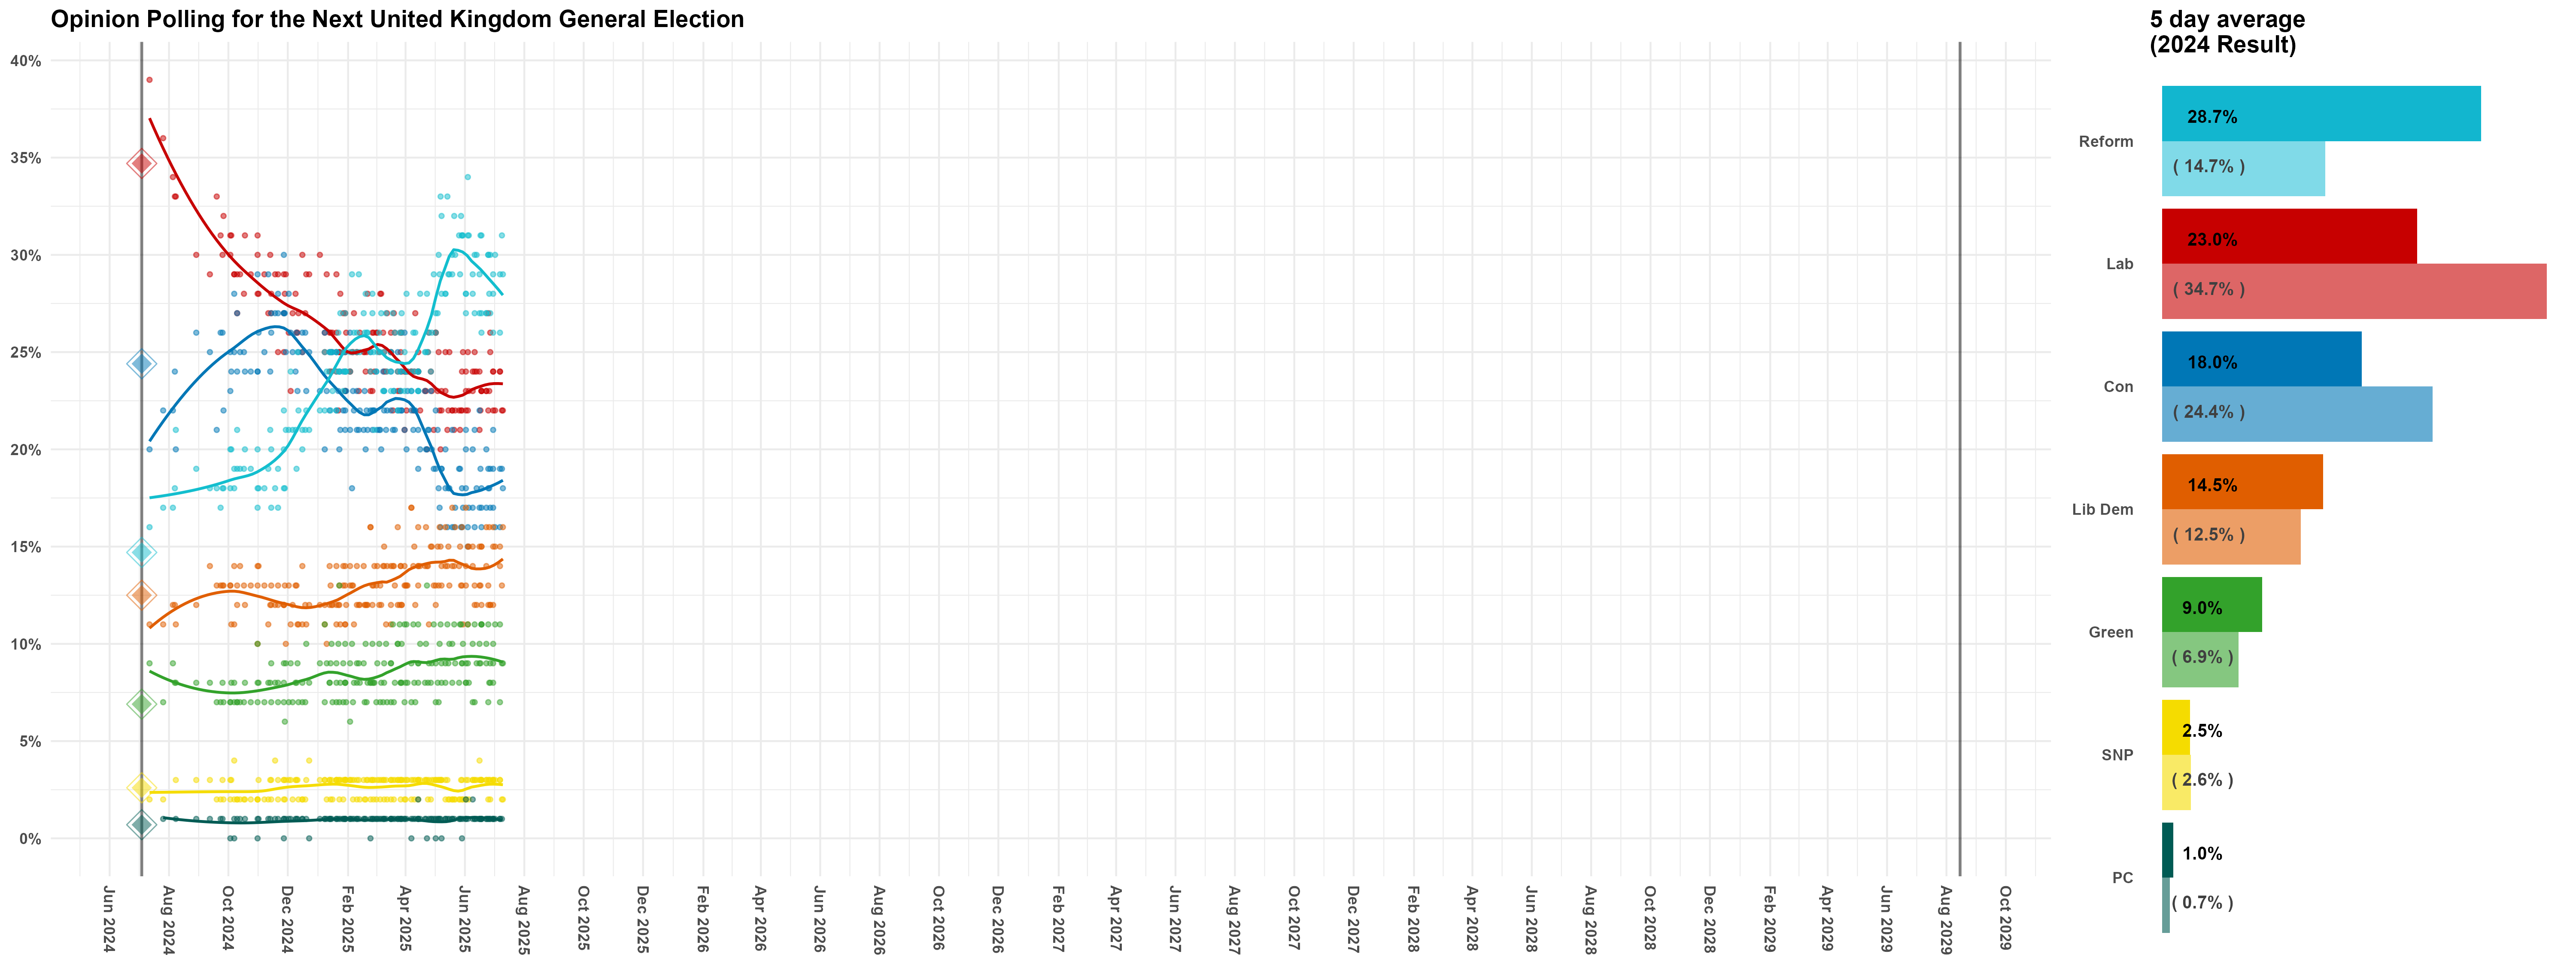 Opinion Polling for the Next United Kingdom General Election
40%
35%
30%
25%
20%
15%
10%
5%
0%
Jun 2024
Aug 2024
Oct 2024
Dec 2024
Feb 2025
Apr 2025
Jun 2025
Aug 2025
Oct 2025
Dec 2025
Feb 2026
Apr 2026
Jun 2026
Aug 2026
Oct 2026
Dec 2026
Feb 2027
Apr 2027
Jun 2027
Aug 2027
Oct 2027
Dec 2027
Feb 2028
Apr 2028
Jun 2028
Aug 2028
Oct 2028
Dec 2028
Feb 2029
Apr 2029
Jun 2029
Aug 2029
Oct 2029
5 day average
(2024 Result)
Reform
28.7%
( 14.7% )
Lab
23.0%
( 34.7% )
Con
18.0%
( 24.4% )
Lib Dem
14.5%
( 12.5% )
Green
9.0%
( 6.9% )
SNP
2.5%
( 2.6% )
PC
1.0%
( 0.7% )